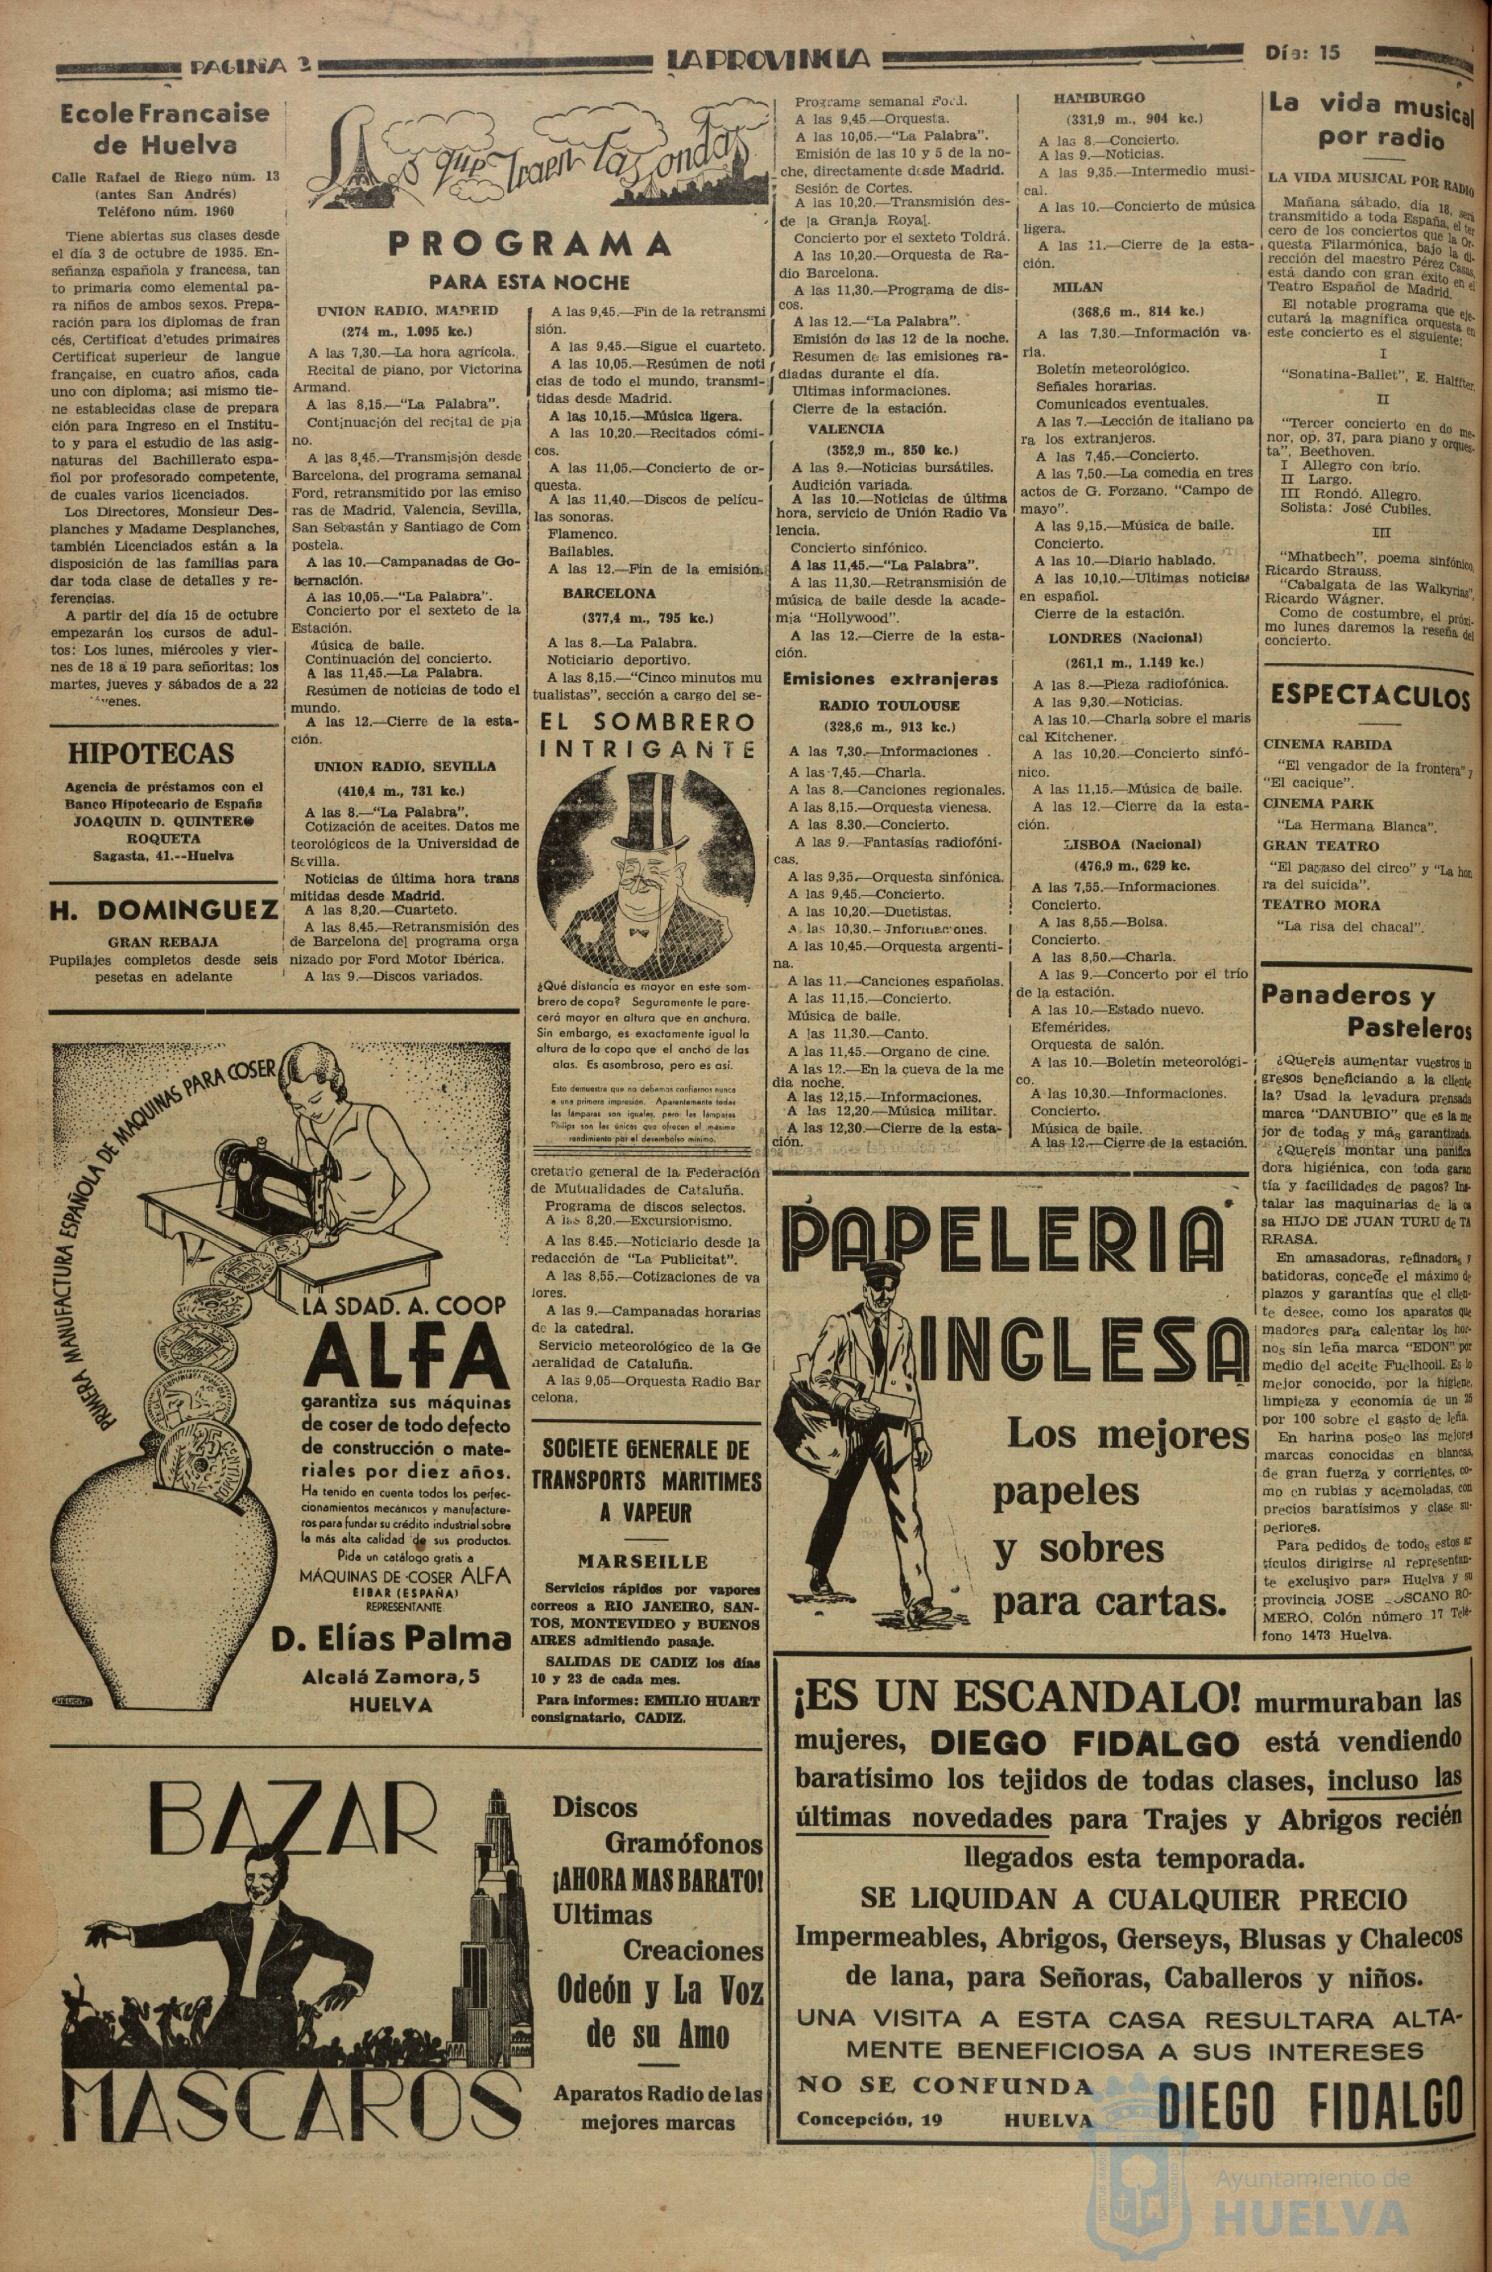 PAGINA 2
LA PROVINCIA
Día: 15
Ecole Francaise
de Huelva
Calle Rafael de Riego núm. 13
(antes San Andrés)
Teléfono núm. 1960
Tiene abiertas sus clases desde
el día 3 de octubre de 1935. En-
señanza española y francesa, tan
to primaria como elemental pa-
ra niños de ambos sexos. Prepa-
ración para los diplomas de fran
cés, Certificat d'etudes primaires
Certificat superieur de langue
française, en cuatro años, cada
uno con diploma; asi mismo tie-
ne establecidas clase de prepara
ción para Ingreso en el Institu-
to y para el estudio de las asig-
naturas del Bachillerato espa-
ñol por profesorado competente,
de cuales varios licenciados.
Los Directores, Monsieur Des-
planches y Madame Desplanches,
también Licenciados están a la
disposición de las familias para
dar toda clase de detalles y re-
ferencias.
A partir del día 15 de octubre
empezarán los cursos de adul-
tos: Los lunes, miércoles y vier-
nes de 18 a 19 para señoritas; los
martes, jueves y sábados de a 22
HIPOTECAS
Agencia de préstamos con el
Banco Hipotecario de España
JOAQUIN D. QUINTERO
ROQUETA
Sagasta, 41.--Huelva
H. DOMINGUEZ
GRAN REBAJA
Pupilajes completos desde seis
pesetas en adelante
Los que traen las ondas
PROGRAMA
PARA ESTA NOCHE
UNION RADIO, MADRID
(274 m., 1.095 kc.)
A las 7,30.—La hora agrícola.
Recital de piano, por Victorina
Armand.
A las 8,15.—"La Palabra".
Continuación del recital de pia
no.
A las 8,45.—Transmisión desde
Barcelona, del programa semanal
Ford, retransmitido por las emiso
ras de Madrid, Valencia, Sevilla,
San Sebastán y Santiago de Com
postela.
A las 10.—Campanadas de Go-
bernación.
A las 10,05.—"La Palabra".
Concierto por el sexteto de la
Estación.
Música de baile.
Continuación del concierto.
A las 11,45.—La Palabra.
Resúmen de noticias de todo el
mundo.
A las 12.—Cierre de la esta-
ción.
UNION RADIO, SEVILLA
(410,4 m., 731 kc.)
A las 8.—"La Palabra".
Cotización de aceites. Datos me
teorológicos de la Universidad de
Sevilla.
Noticias de última hora trans
mitidas desde Madrid.
A las 8,20.—Cuarteto.
A las 8,45.—Retransmisión des
de Barcelona del programa orga
nizado por Ford Motor Ibérica.
A las 9.—Discos variados.
A las 9,45.—Fin de la retransmi
sión.
A las 9,45.—Sigue el cuarteto.
A las 10,05.—Resúmen de noti
cias de todo el mundo, transmi-
tidas desde Madrid.
A las 10,15.—Música ligera.
A las 10,20.—Recitados cómi-
cos.
A las 11,05.—Concierto de or-
questa.
A las 11,40.—Discos de pelícu-
las sonoras.
Flamenco.
Bailables.
A las 12.—Fin de la emisión.
BARCELONA
(377,4 m., 795 kc.)
A las 8.—La Palabra.
Noticiario deportivo.
A las 8,15.—"Cinco minutos mu
tualistas", sección a cargo del se-
EL SOMBRERO
INTRIGANTE
¿Qué distancia es mayor en este som-
brero de copa? Seguramente le pare-
cerá mayor en altura que en anchura.
Sin embargo, es exactamente igual la
altura de la copa que el ancho de las
alas. Es asombroso, pero es así.
Esto demuestra que no debemos confiarnos nunca
a una primera impresión. Aparentemente todas
las lámparas son iguales, pero las lámparas
Philips son las únicas que ofrecen el máximo
rendimiento por el desembolso mínimo.
cretario general de la Federación
de Mutualidades de Cataluña.
Programa de discos selectos.
A las 8,20.—Excursionismo.
A las 8.45.—Noticiario desde la
redacción de "La Publicitat".
A las 8,55.—Cotizaciones de va
lores.
A las 9.—Campanadas horarias
de la catedral.
Servicio meteorológico de la Ge
neralidad de Cataluña.
A las 9,05—Orquesta Radio Bar
celona.
SOCIETE GENERALE DE
TRANSPORTS MARITIMES
A VAPEUR
MARSEILLE
Servicios rápidos por vapores
correos a RIO JANEIRO, SAN-
TOS, MONTEVIDEO y BUENOS
AIRES admitiendo pasaje.
SALIDAS DE CADIZ los días
10 y 23 de cada mes.
Para informes: EMILIO HUART
consignatario, CADIZ.
PRIMERA MANUFACTURA ESPAÑOLA DE MAQUINAS PARA COSER
LA SDAD. A. COOP
ALFA
garantiza sus máquinas
de coser de todo defecto
de construcción o mate-
riales por diez años.
Ha tenido en cuenta todos los perfec-
cionamientos mecánicos y manufacture-
ros para fundar su crédito industrial sobre
la más alta calidad de sus productos.
Pida un catálogo gratis a
MÁQUINAS DE COSER ALFA
EIBAR (ESPAÑA)
REPRESENTANTE
D. Elías Palma
Alcalá Zamora, 5
HUELVA
Programa semanal Ford.
A las 9,45.—Orquesta.
A las 10,05.—"La Palabra".
Emisión de las 10 y 5 de la no-
che, directamente desde Madrid.
Sesión de Cortes.
A las 10,20.—Transmisión des-
de la Granja Royal.
Concierto por el sexteto Toldrá.
A las 10,20.—Orquesta de Ra-
dio Barcelona.
A las 11,30.—Programa de dis-
cos.
A las 12.—"La Palabra".
Emisión de las 12 de la noche.
Resumen de las emisiones ra-
diadas durante el día.
Ultimas informaciones.
Cierre de la estación.
VALENCIA
(352,9 m., 850 kc.)
A las 9.—Noticias bursátiles.
Audición variada.
A las 10.—Noticias de última
hora, servicio de Unión Radio Va
lencia.
Concierto sinfónico.
A las 11,45.—"La Palabra".
A las 11,30.—Retransmisión de
música de baile desde la acade-
mia "Hollywood".
A las 12.—Cierre de la esta-
ción.
Emisiones extranjeras
RADIO TOULOUSE
(328,6 m., 913 kc.)
A las 7,30.—Informaciones .
A las 7,45.—Charla.
A las 8.—Canciones regionales.
A las 8,15.—Orquesta vienesa.
A las 8.30.—Concierto.
A las 9.—Fantasías radiofóni-
cas.
A las 9,35.—Orquesta sinfónica.
A las 9,45.—Concierto.
A las 10,20.—Duetistas.
A las 10,30.—Informaciones.
A las 10,45.—Orquesta argenti-
na.
A las 11.—Canciones españolas.
A las 11,15.—Concierto.
Música de baile.
A las 11,30.—Canto.
A las 11,45.—Organo de cine.
A las 12.—En la cueva de la me
dia noche.
A las 12,15.—Informaciones.
A las 12,20.—Música militar.
A las 12,30.—Cierre de la esta-
ción.
HAMBURGO
(331,9 m., 904 kc.)
A las 8.—Concierto.
A las 9.—Noticias.
A las 9,35.—Intermedio musi-
cal.
A las 10.—Concierto de música
ligera.
A las 11.—Cierre de la esta-
ción.
MILAN
(368,6 m., 814 kc.)
A las 7,30.—Información va-
ria.
Boletín meteorológico.
Señales horarias.
Comunicados eventuales.
A las 7.—Lección de italiano pa
ra los extranjeros.
A las 7,45.—Concierto.
A las 7,50.—La comedia en tres
actos de G. Forzano. "Campo de
mayo".
A las 9,15.—Música de baile.
Concierto.
A las 10.—Diario hablado.
A las 10,10.—Ultimas noticias
en español.
Cierre de la estación.
LONDRES (Nacional)
(261,1 m., 1.149 kc.)
A las 8.—Pieza radiofónica.
A las 9,30.—Noticias.
A las 10.—Charla sobre el maris
cal Kitchener.
A las 10,20.—Concierto sinfó-
nico.
A las 11,15.—Música de baile.
A las 12.—Cierre da la esta-
ción.
LISBOA (Nacional)
(476,9 m., 629 kc.
A las 7,55.—Informaciones.
Concierto.
A las 8,55.—Bolsa.
Concierto.
A las 8,50.—Charla.
A las 9.—Concerto por el trío
de la estación.
A las 10.—Estado nuevo.
Efemérides.
Orquesta de salón.
A las 10.—Boletín meteorológi-
co.
A las 10,30.—Informaciones.
Concierto.
Música de baile.
A las 12.—Cierre de la estación.
PAPELERIA
INGLESA
Los mejores
papeles
y sobres
para cartas.
La vida musical
por radio
LA VIDA MUSICAL POR RADIO
Mañana sábado, día 18, será
transmitido a toda España, el ter
cero de los conciertos que la Or-
questa Filarmónica, bajo la di-
rección del maestro Pérez Casas,
está dando con gran éxito en el
Teatro Español de Madrid.
El notable programa que eje-
cutará la magnífica orquesta en
este concierto es el siguiente:
I
"Sonatina-Ballet", E. Halffter.
II
"Tercer concierto en do me-
nor, op. 37, para piano y orques-
ta", Beethoven.
I Allegro con brío.
II Largo.
III Rondó. Allegro.
Solista: José Cubiles.
III
"Mhatbech", poema sinfónico,
Ricardo Strauss.
"Cabalgata de las Walkyrias",
Ricardo Wágner.
Como de costumbre, el próxi-
mo lunes daremos la reseña del
concierto.
ESPECTACULOS
CINEMA RABIDA
"El vengador de la frontera" y
"El cacique".
CINEMA PARK
"La Hermana Blanca".
GRAN TEATRO
"El payaso del circo" y "La hon
ra del suicida".
TEATRO MORA
"La risa del chacal".
Panaderos y
Pasteleros
¿Quereis aumentar vuestros in
gresos beneficiando a la cliente
la? Usad la levadura prensada
marca "DANUBIO" que es la me
jor de todas y más garantizada.
¿Quereis montar una panifica
dora higiénica, con toda garan
tía y facilidades de pagos? Ins-
talar las maquinarias de la ca
sa HIJO DE JUAN TURU de TA
RRASA.
En amasadoras, refinadoras y
batidoras, concede el máximo de
plazos y garantías que el clien-
te desee, como los aparatos que
madores para calentar los hor-
nos sin leña marca "EDON" por
medio del aceite Fuelhooil. Es lo
mejor conocido, por la higiene,
limpieza y economía de un 25
por 100 sobre el gasto de leña.
En harina poseo las mejores
marcas conocidas en blancas,
de gran fuerza y corrientes, co-
mo en rubias y acemoladas, con
precios baratísimos y clase su-
periores.
Para pedidos de todos estos ar
tículos dirigirse al representan-
te exclusivo para Huelva y su
provincia JOSE RO-
MERO, Colón número 17 Telé-
fono 1473 Huelva.
BAZAR
MASCAROS
Discos
Gramófonos
¡AHORA MAS BARATO!
Ultimas
Creaciones
Odeón y La Voz
de su Amo
Aparatos Radio de las
mejores marcas
¡ES UN ESCANDALO! murmuraban las
mujeres, DIEGO FIDALGO está vendiendo
baratísimo los tejidos de todas clases, incluso las
últimas novedades para Trajes y Abrigos recién
llegados esta temporada.
SE LIQUIDAN A CUALQUIER PRECIO
Impermeables, Abrigos, Gerseys, Blusas y Chalecos
de lana, para Señoras, Caballeros y niños.
UNA VISITA A ESTA CASA RESULTARA ALTA-
MENTE BENEFICIOSA A SUS INTERESES
NO SE CONFUNDA
Concepción, 19 HUELVA
DIEGO FIDALGO
Ayuntamiento de
HUELVA